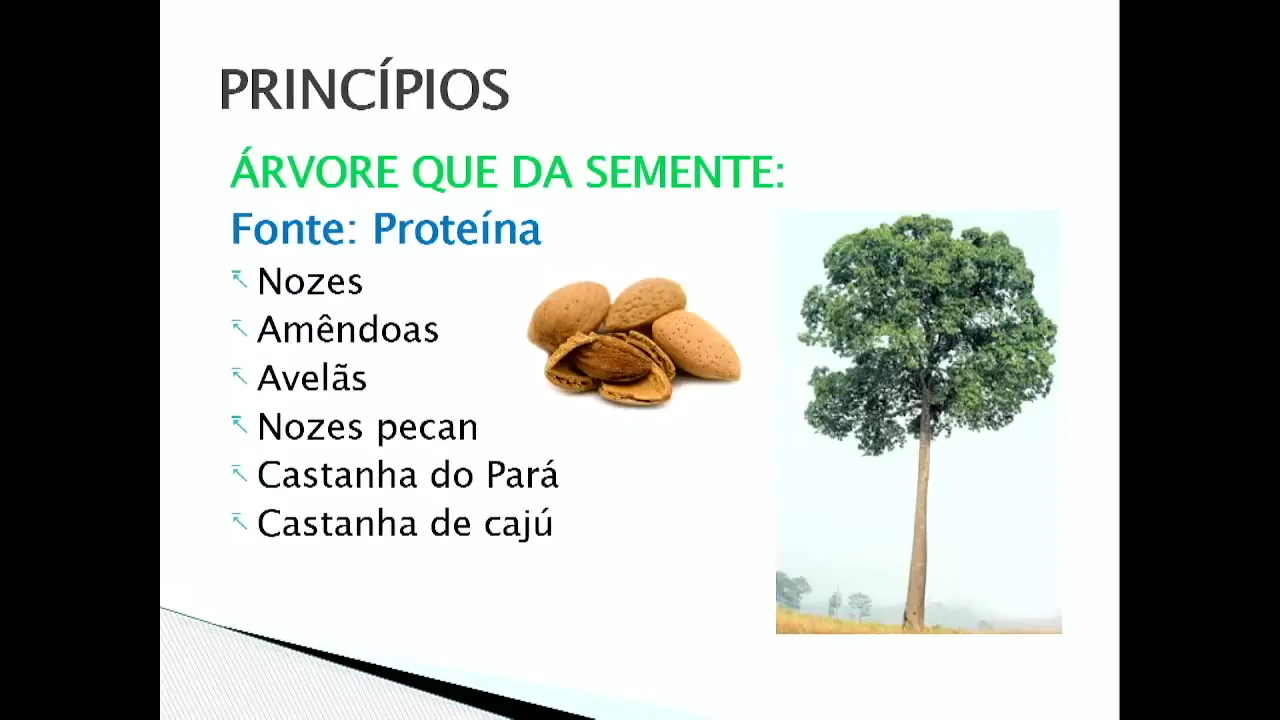 PRINCÍPIOS
ÁRVORE QUE DA SEMENTE:
Fonte: Proteína
Nozes
Amêndoas
Avelãs
Nozes pecan
Castanha do Pará
Castanha de cajú